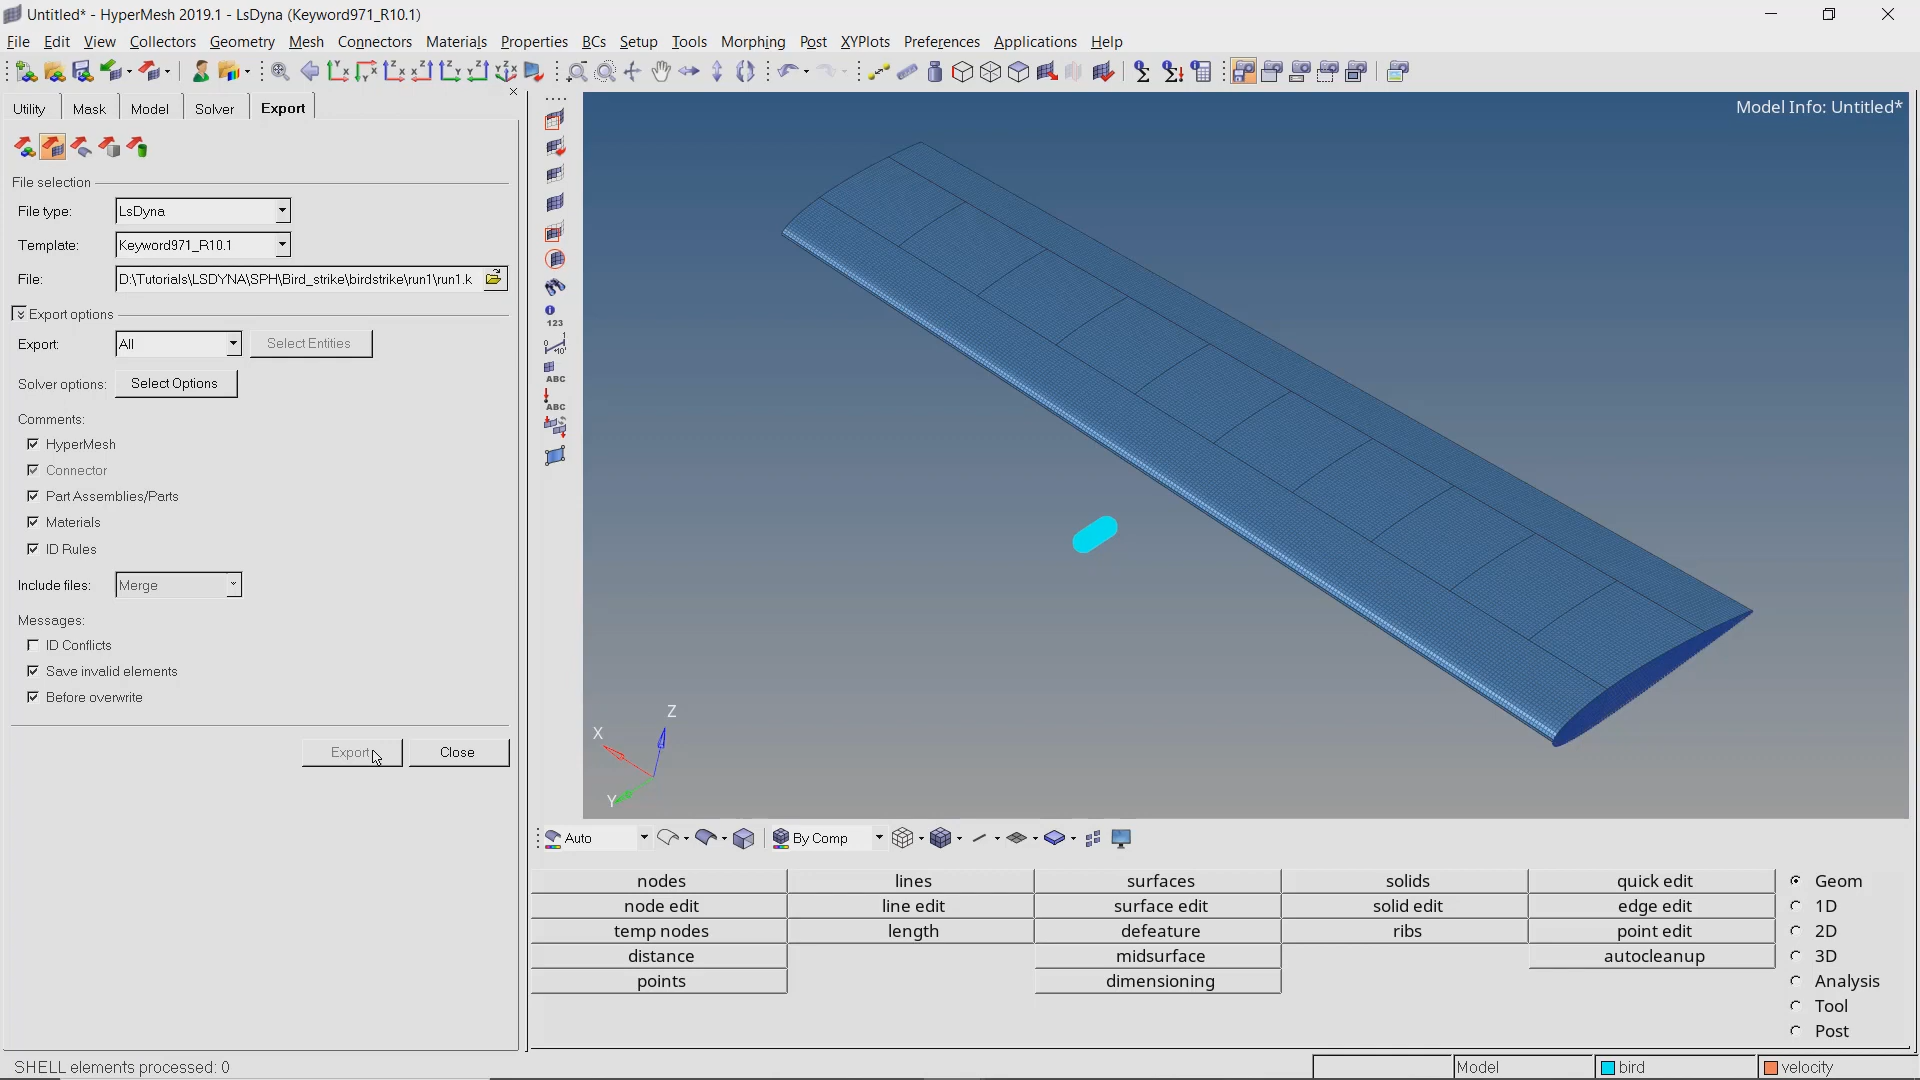 Untitled* - HyperMesh 2019.1 - LsDyna (Keyword971_R10.1)
File Edit View Collectors Geometry Mesh Connectors Materials Properties BCs Setup Tools Morphing Post XYPlots Preferences Applications Help
Utility Mask Model Solver Export
Model Info: Untitled*
File selection
File type: LsDyna
Template: Keyword971_R10.1
File: D:\Tutorials\LSDYNA\SPH\Bird_strike\birdstrike\run1\run1.k
Export options
Export: All Select Entities
Solver options: Select Options
Comments:
HyperMesh
Connector
Part Assemblies/Parts
Materials
ID Rules
Include files: Merge
Messages:
ID Conflicts
Save invalid elements
Before overwrite
Export Close
123
ABC
ABC
Z
X
Y
Auto By Comp
nodes lines surfaces solids quick edit Geom
node edit line edit surface edit solid edit edge edit 1D
temp nodes length defeature ribs point edit 2D
distance midsurface autocleanup 3D
points dimensioning Analysis
Tool
Post
SHELL elements processed: 0 Model bird velocity